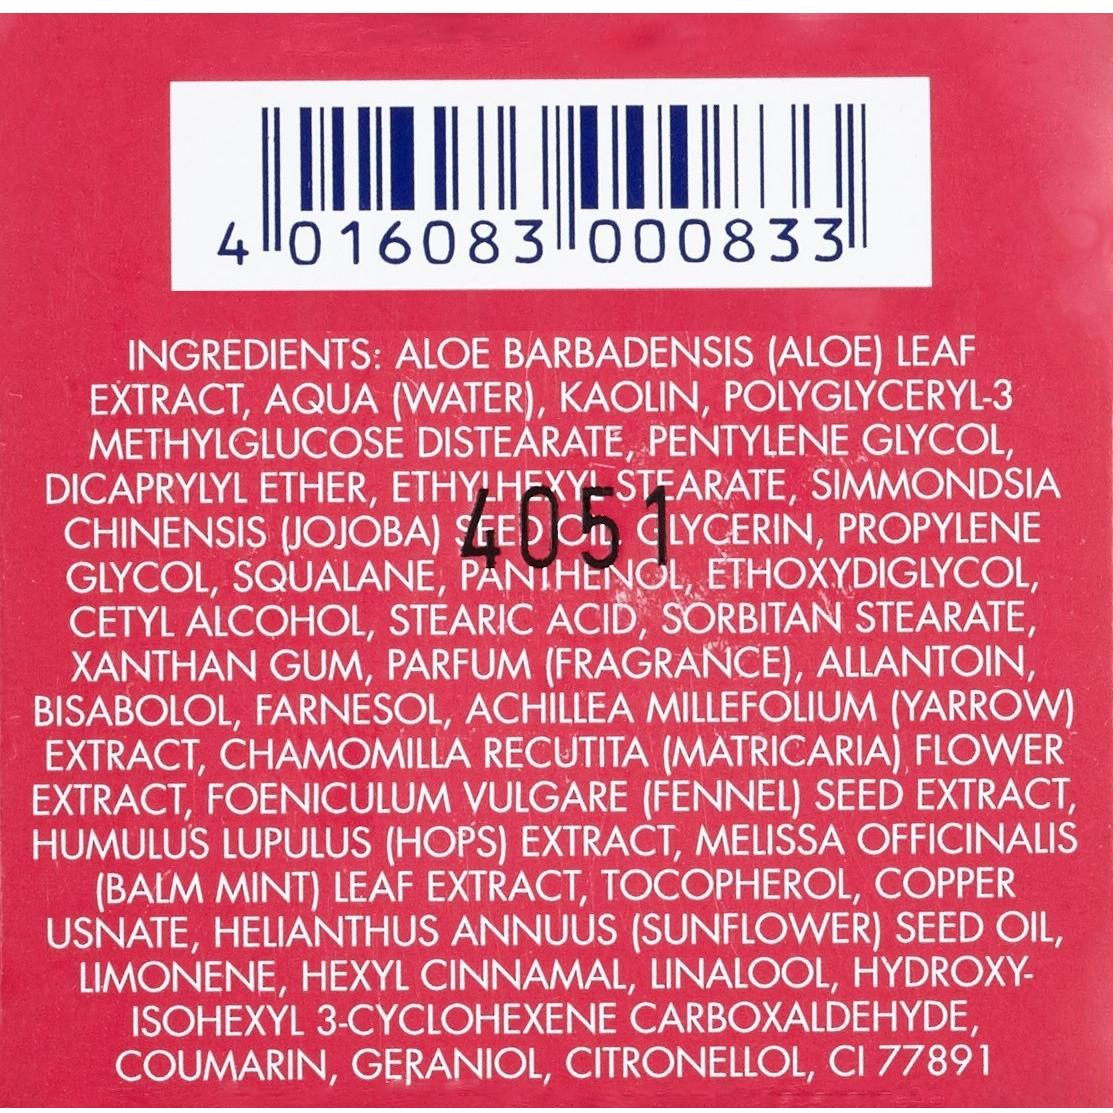 4 016083 000833
INGREDIENTS: ALOE BARBADENSIS (ALOE) LEAF
EXTRACT, AQUA (WATER), KAOLIN, POLYGLYCERYL-3
METHYLGLUCOSE DISTEARATE, PENTYLENE GLYCOL,
DICAPRYLYL ETHER, ETHYLHEXYL STEARATE, SIMMONDSIA
CHINENSIS (JOJOBA) SEED OIL, GLYCERIN, PROPYLENE
4051
GLYCOL, SQUALANE, PANTHENOL, ETHOXYDIGLYCOL,
CETYL ALCOHOL, STEARIC ACID, SORBITAN STEARATE,
XANTHAN GUM, PARFUM (FRAGRANCE), ALLANTOIN,
BISABOLOL, FARNESOL, ACHILLEA MILLEFOLIUM (YARROW)
EXTRACT, CHAMOMILLA RECUTITA (MATRICARIA) FLOWER
EXTRACT, FOENICULUM VULGARE (FENNEL) SEED EXTRACT,
HUMULUS LUPULUS (HOPS) EXTRACT, MELISSA OFFICINALIS
(BALM MINT) LEAF EXTRACT, TOCOPHEROL, COPPER
USNATE, HELIANTHUS ANNUUS (SUNFLOWER) SEED OIL,
LIMONENE, HEXYL CINNAMAL, LINALOOL, HYDROXY-
ISOHEXYL 3-CYCLOHEXENE CARBOXALDEHYDE,
COUMARIN, GERANIOL, CITRONELLOL, CI 77891